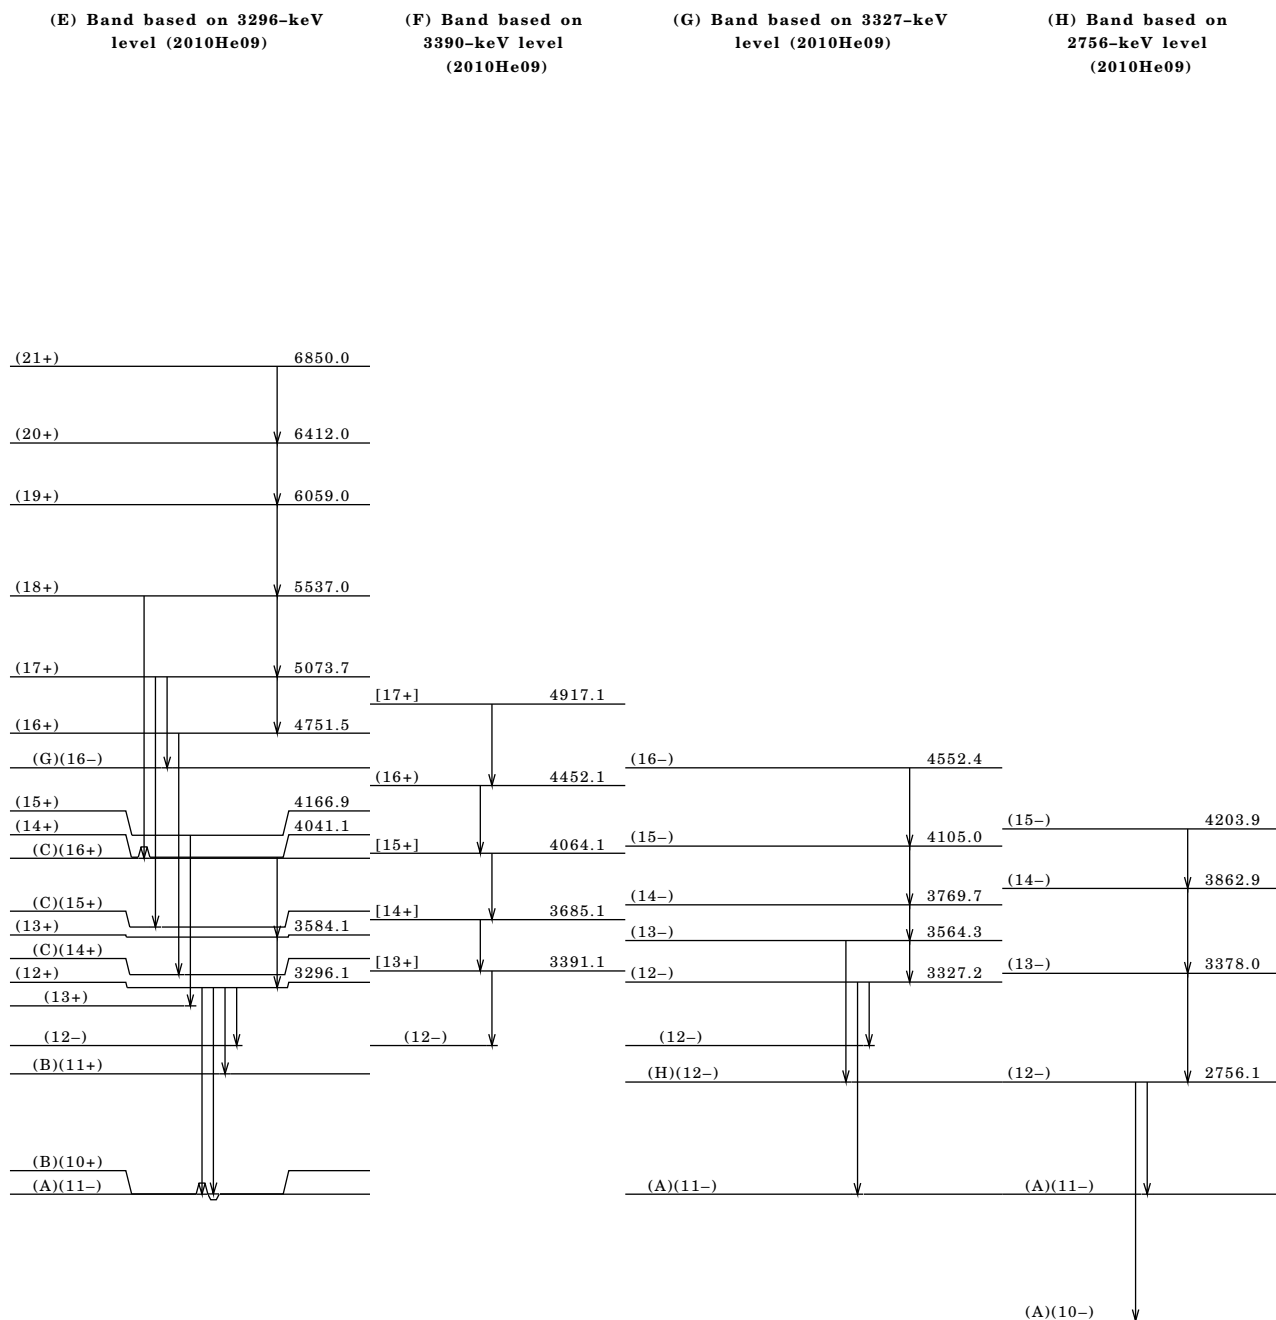 (E) Band based on 3296–keV
level (2010He09)
(21+) 6850.0
(20+) 6412.0
(19+) 6059.0
(18+) 5537.0
(17+) 5073.7
(16+) 4751.5
(G)(16–)
(15+) 4166.9
(14+) 4041.1
(C)(16+)
(C)(15+)
(13+) 3584.1
(C)(14+)
(12+) 3296.1
(13+)
(12–)
(B)(11+)
(B)(10+)
(A)(11–)
(F) Band based on
3390–keV level
(2010He09)
[17+] 4917.1
(16+) 4452.1
[15+] 4064.1
[14+] 3685.1
[13+] 3391.1
(12–)
(G) Band based on 3327–keV
level (2010He09)
(16–) 4552.4
(15–) 4105.0
(14–) 3769.7
(13–) 3564.3
(12–) 3327.2
(12–)
(H)(12–)
(A)(11–)
(H) Band based on
2756–keV level
(2010He09)
(15–) 4203.9
(14–) 3862.9
(13–) 3378.0
(12–) 2756.1
(A)(11–)
(A)(10–)